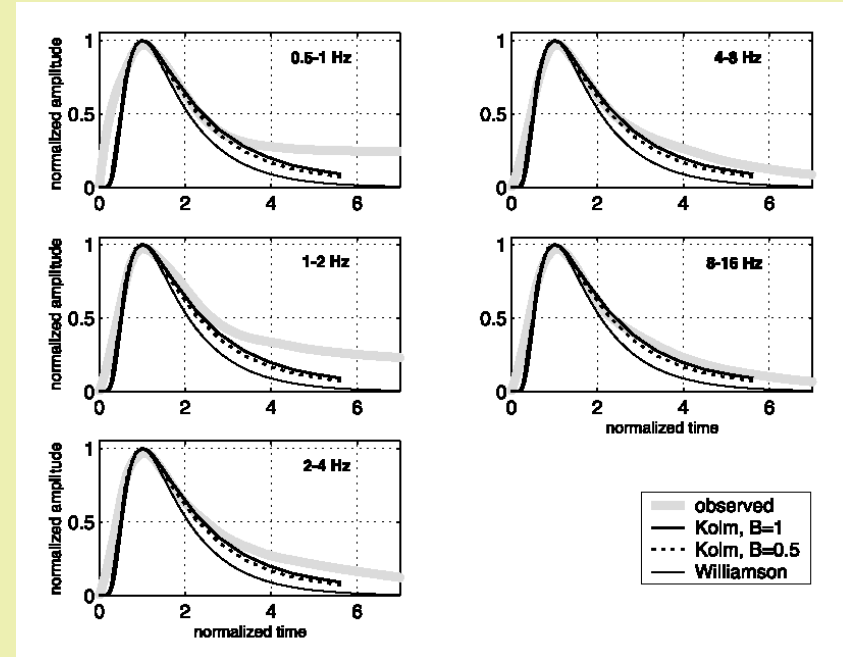 normalized amplitude
1
0.5
0
0.5-1 Hz
0 2 4 6
normalized amplitude
1
0.5
0
4-8 Hz
0 2 4 6
normalized amplitude
1
0.5
0
1-2 Hz
0 2 4 6
1
0.5
0
8-16 Hz
0 2 4 6
normalized time
normalized amplitude
1
0.5
0
2-4 Hz
0 2 4 6
normalized time
observed
Kolm, B=1
Kolm, B=0.5
Williamson